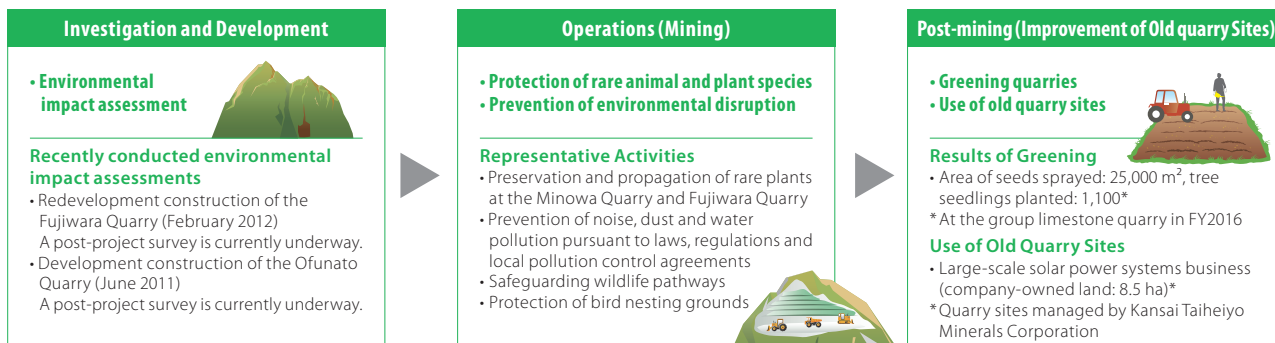 Investigation and Development
• Environmental
impact assessment
Recently conducted environmental
impact assessments
• Redevelopment construction of the
Fujiwara Quarry (February 2012)
A post-project survey is currently underway.
• Development construction of the Ofunato
Quarry (June 2011)
A post-project survey is currently underway.
Operations (Mining)
• Protection of rare animal and plant species
• Prevention of environmental disruption
Representative Activities
• Preservation and propagation of rare plants
at the Minowa Quarry and Fujiwara Quarry
• Prevention of noise, dust and water
pollution pursuant to laws, regulations and
local pollution control agreements
• Safeguarding wildlife pathways
• Protection of bird nesting grounds
Post-mining (Improvement of Old quarry Sites)
• Greening quarries
• Use of old quarry sites
Results of Greening
• Area of seeds sprayed: 25,000 m², tree
seedlings planted: 1,100*
* At the group limestone quarry in FY2016
Use of Old Quarry Sites
• Large-scale solar power systems business
(company-owned land: 8.5 ha)*
* Quarry sites managed by Kansai Taiheiyo
Minerals Corporation